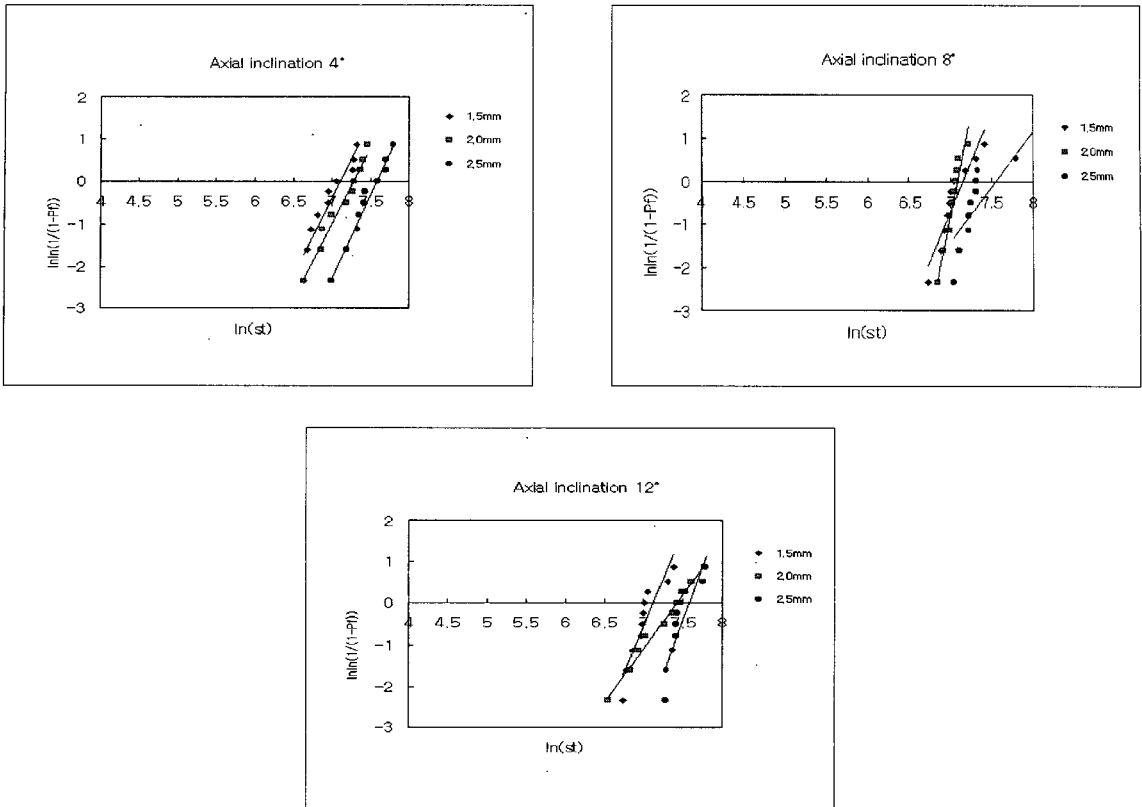 Axial inclination 4°
2
1
0
-1
-2
-3
4 4.5 5 5.5 6 6.5 7 7.5 8
lnln(1/(1-Pf))
ln(st)
1.5mm
2.0mm
2.5mm
Axial inclination 8°
2
1
0
-1
-2
-3
4 4.5 5 5.5 6 6.5 7 7.5 8
lnln(1/(1-Pf))
ln(st)
1.5mm
2.0mm
2.5mm
Axial inclination 12°
2
1
0
-1
-2
-3
4 4.5 5 5.5 6 6.5 7 7.5 8
lnln(1/(1-Pf))
ln(st)
1.5mm
2.0mm
2.5mm